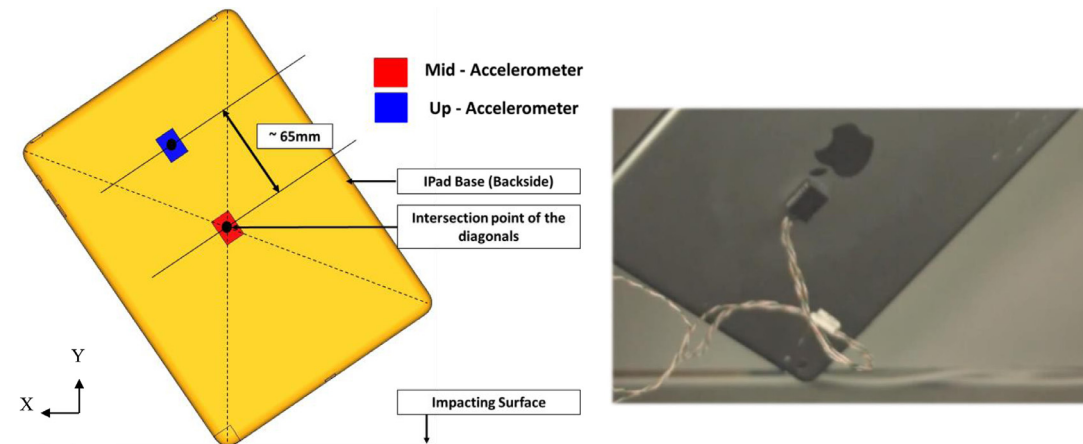 Mid - Accelerometer
Up - Accelerometer
~ 65mm
IPad Base (Backside)
Intersection point of the
diagonals
Y
X
Impacting Surface